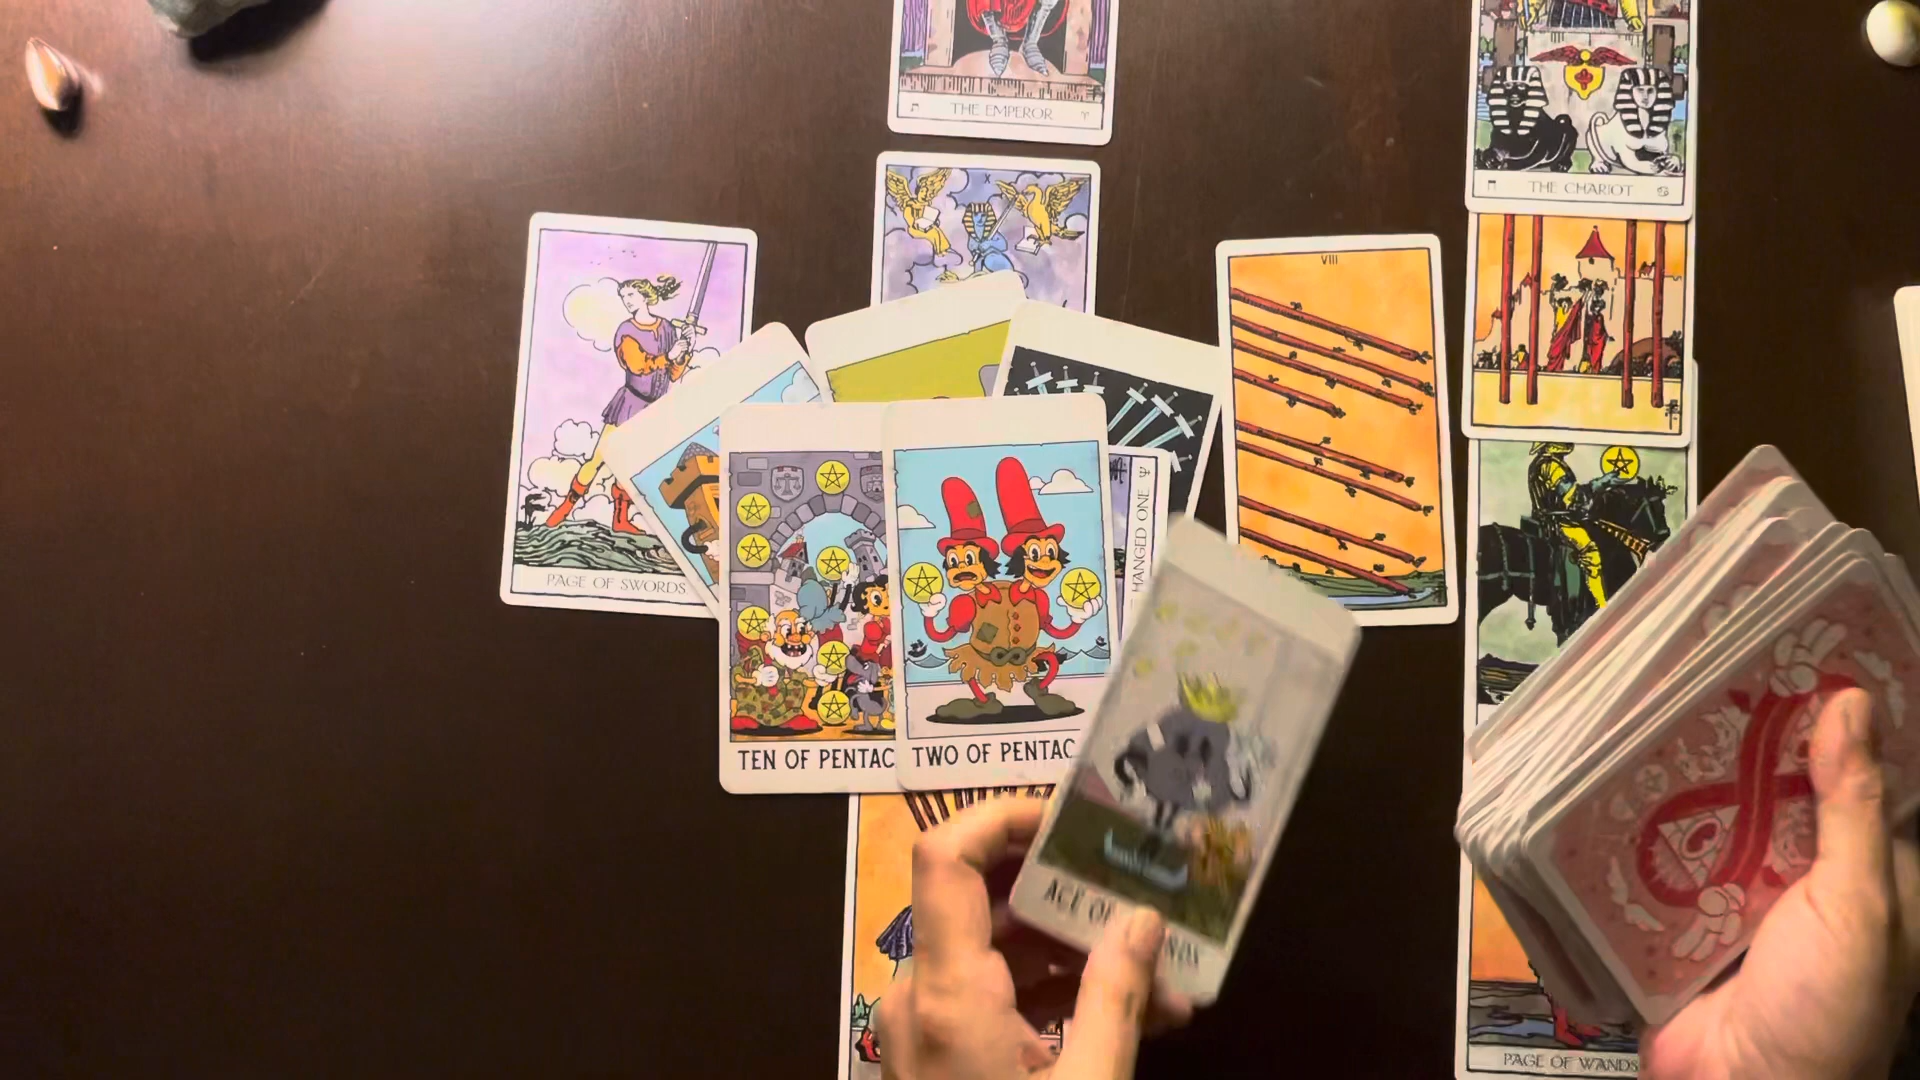 THE EMPEROR
THE CHARIOT
X
VIII
PAGE OF SWORDS
HANGED ONE
TEN OF PENTAC
TWO OF PENTAC
OF
PAGE OF WANDS